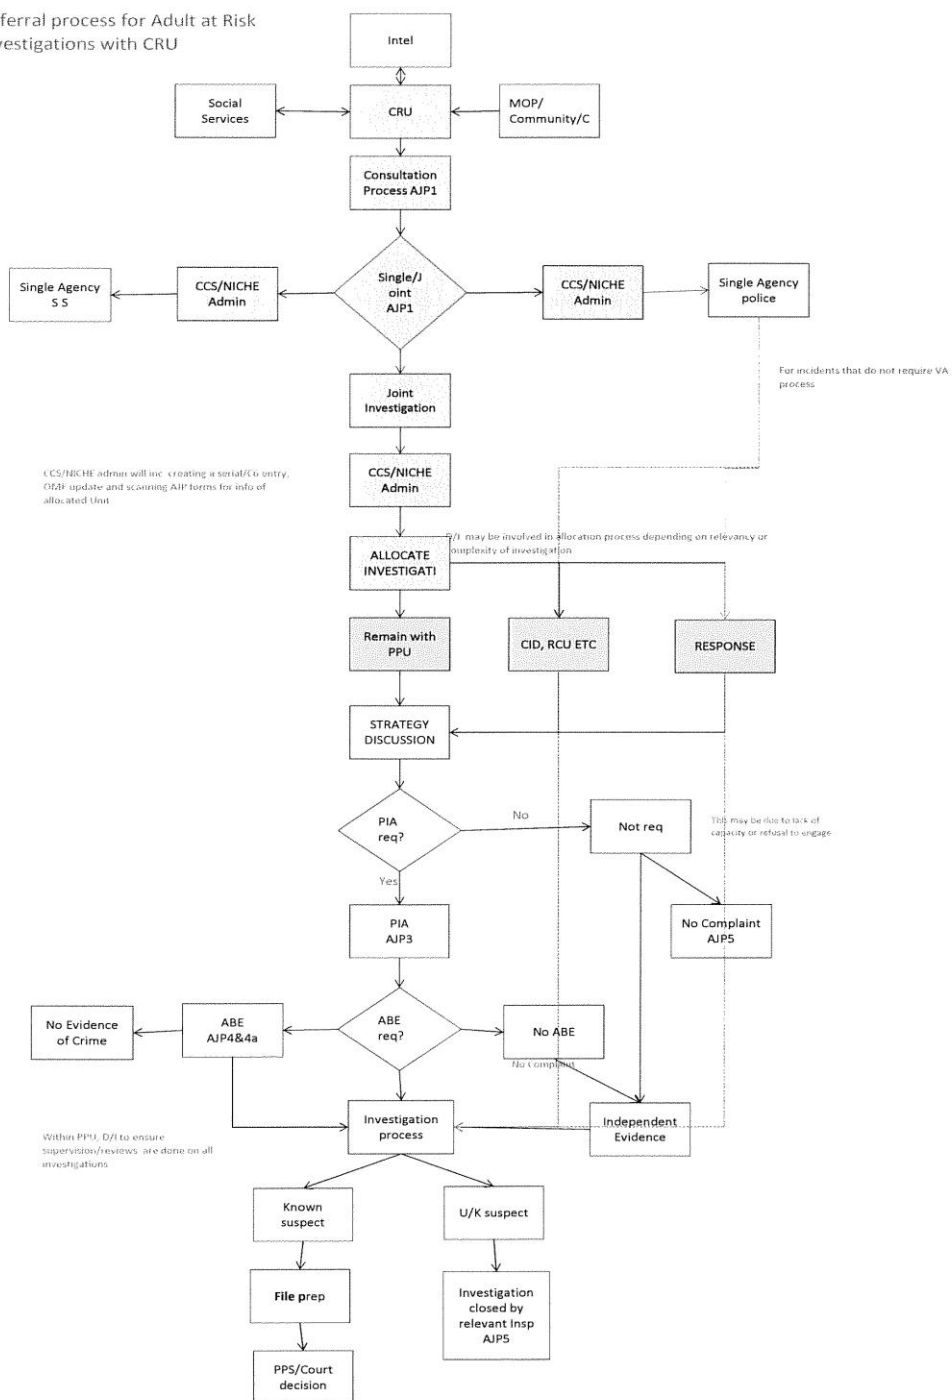 ferral process for Adult at Risk
vestigations with CRU
Intel
Social
Services
CRU
MOP/
Community/C
Consultation
Process AJP1
Single Agency
S S
CCS/NICHE
Admin
Single/J
oint
AJP1
CCS/NICHE
Admin
Single Agency
police
For incidents that do not require VA
process
Joint
Investigation
CCS/NICHE admin will inc creating a serial/C6 entry,
OMF update and scanning AJP forms for info of
allocated Unit
CCS/NICHE
Admin
D/I may be involved in allocation process depending on relevancy or
complexity of investigation
ALLOCATE
INVESTIGATI
Remain with
PPU
CID, RCU ETC
RESPONSE
STRATEGY
DISCUSSION
PIA
req?
No
Not req
This may be due to lack of
capacity or refusal to engage
Yes
PIA
AJP3
No Complaint
AJP5
No Evidence
of Crime
ABE
AJP4&4a
ABE
req?
No ABE
No Complaint
Investigation
process
Independent
Evidence
Within PPU, D/I to ensure
supervision/reviews are done on all
investigations
Known
suspect
U/K suspect
File prep
Investigation
closed by
relevant Insp
AJP5
PPS/Court
decision